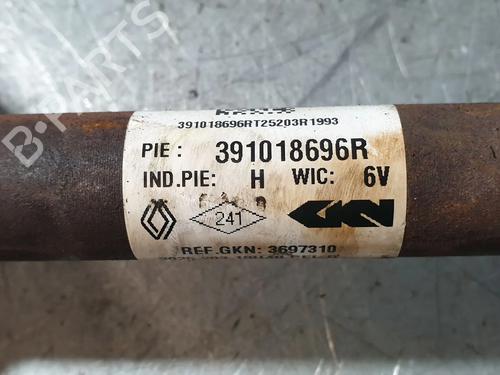 B-PARTS
391018696RT25203R1993
PIE : 391018696R
IND.PIE: H WIC: 6V
241 GKN
REF.GKN: 3697310